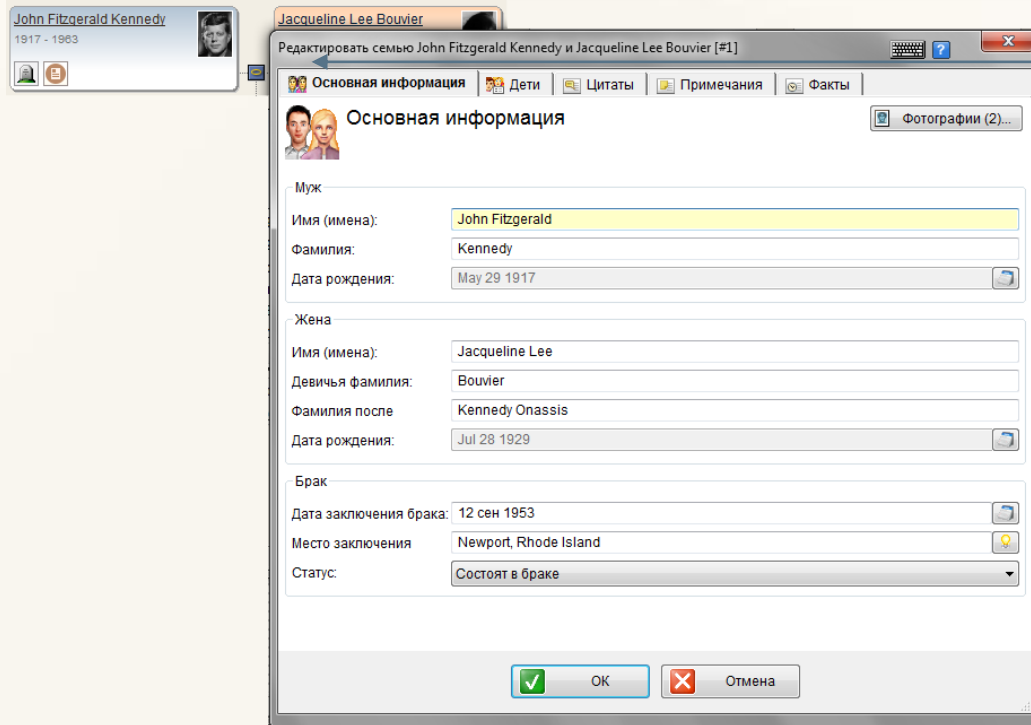 John Fitzgerald Kennedy
1917 - 1963
Jacqueline Lee Bouvier
Редактировать семью John Fitzgerald Kennedy и Jacqueline Lee Bouvier [#1]
Основная информация Дети Цитаты Примечания Факты
Основная информация
Фотографии (2)...
Муж
Имя (имена): John Fitzgerald
Фамилия: Kennedy
Дата рождения: May 29 1917
Жена
Имя (имена): Jacqueline Lee
Девичья фамилия: Bouvier
Фамилия после Kennedy Onassis
Дата рождения: Jul 28 1929
Брак
Дата заключения брака: 12 сен 1953
Место заключения Newport, Rhode Island
Статус: Состоят в браке
ОК Отмена